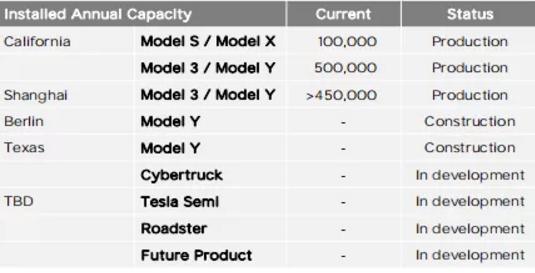 Installed Annual Capacity Current Status
California Model S / Model X 100,000 Production
Model 3 / Model Y 500,000 Production
Shanghai Model 3 / Model Y >450,000 Production
Berlin Model Y - Construction
Texas Model Y - Construction
Cybertruck - In development
TBD Tesla Semi - In development
Roadster - In development
Future Product - In development